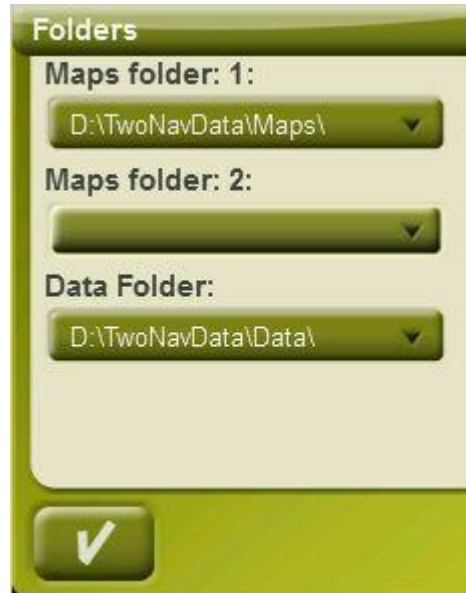 Folders
Maps folder: 1:
D:\TwoNavData\Maps\
Maps folder: 2:
Data Folder:
D:\TwoNavData\Data\